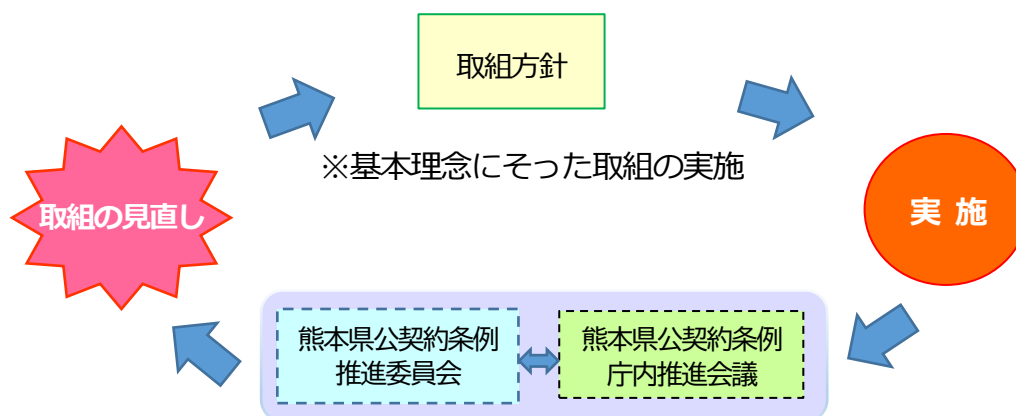 取組方針
※基本理念にそった取組の実施
取組の見直し
実 施
熊本県公契約条例
推進委員会
熊本県公契約条例
庁内推進会議